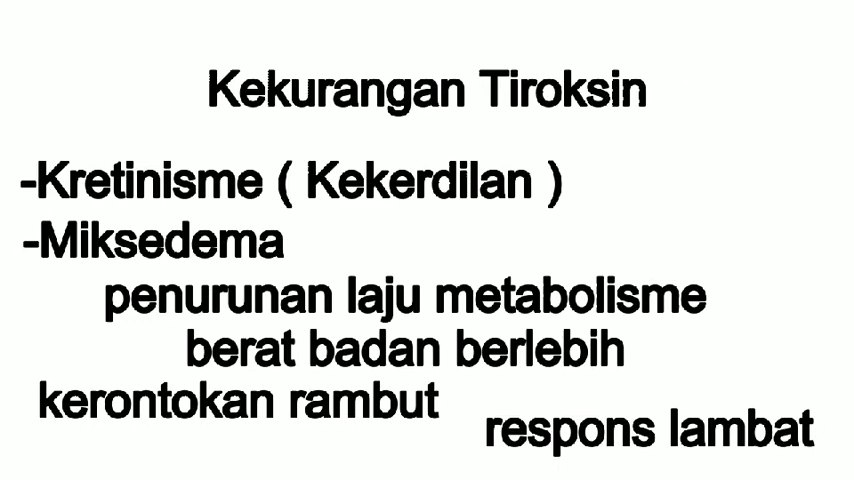 Kekurangan Tiroksin
-Kretinisme ( Kekerdilan )
-Miksedema
penurunan laju metabolisme
berat badan berlebih
kerontokan rambut
respons lambat